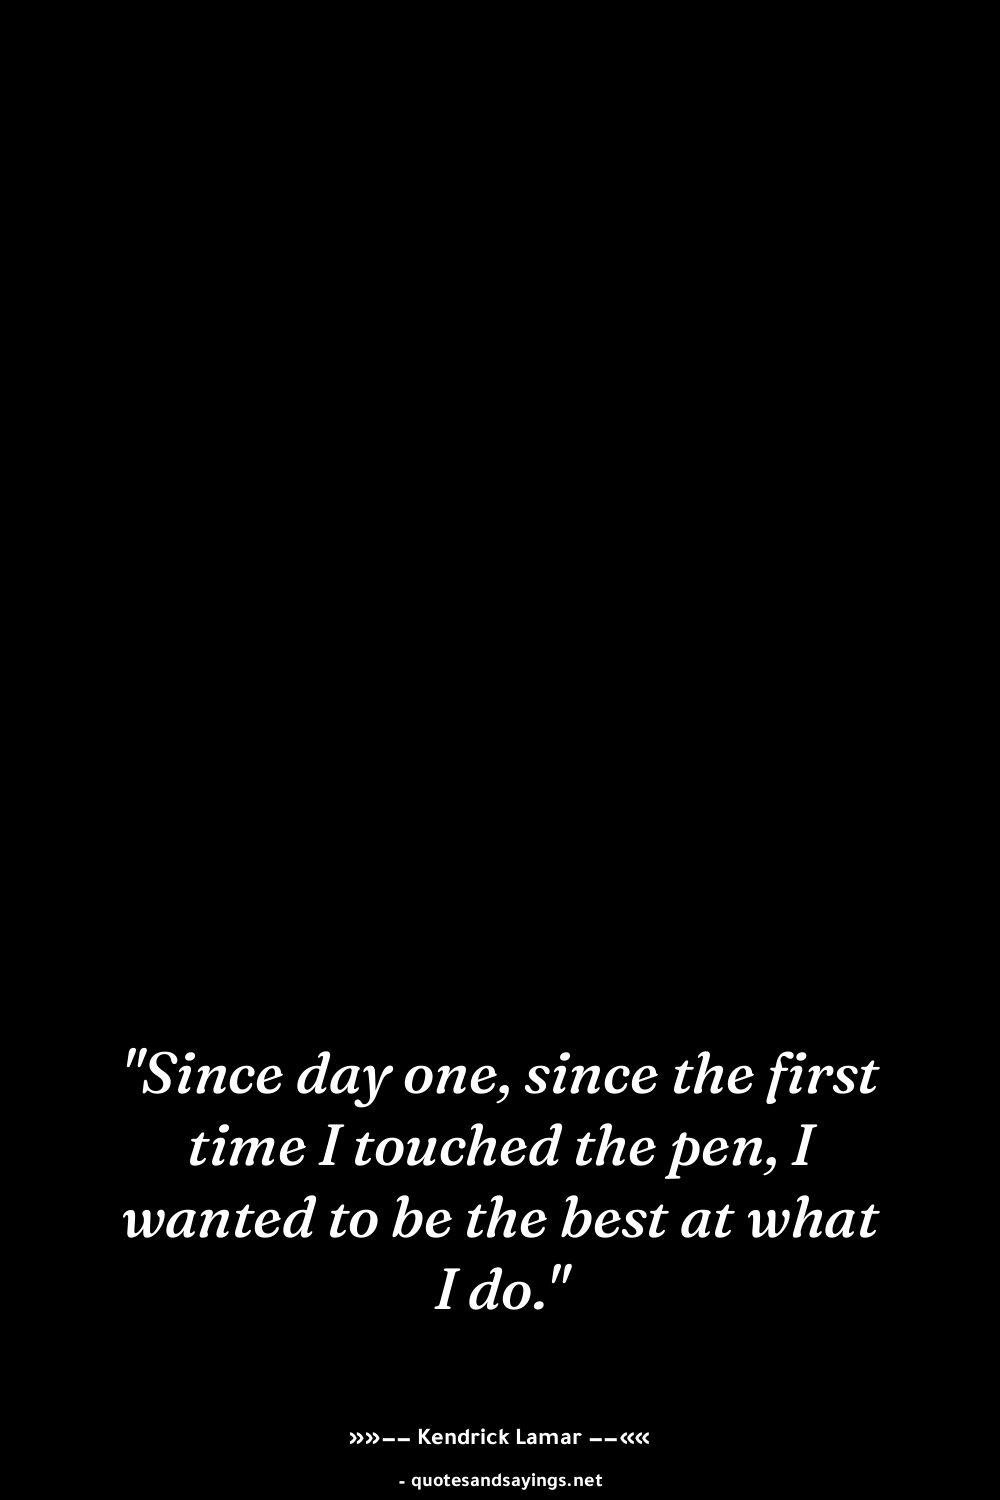 "Since day one, since the first
time I touched the pen, I
wanted to be the best at what
I do."
»»−− Kendrick Lamar −−««
- quotesandsayings.net